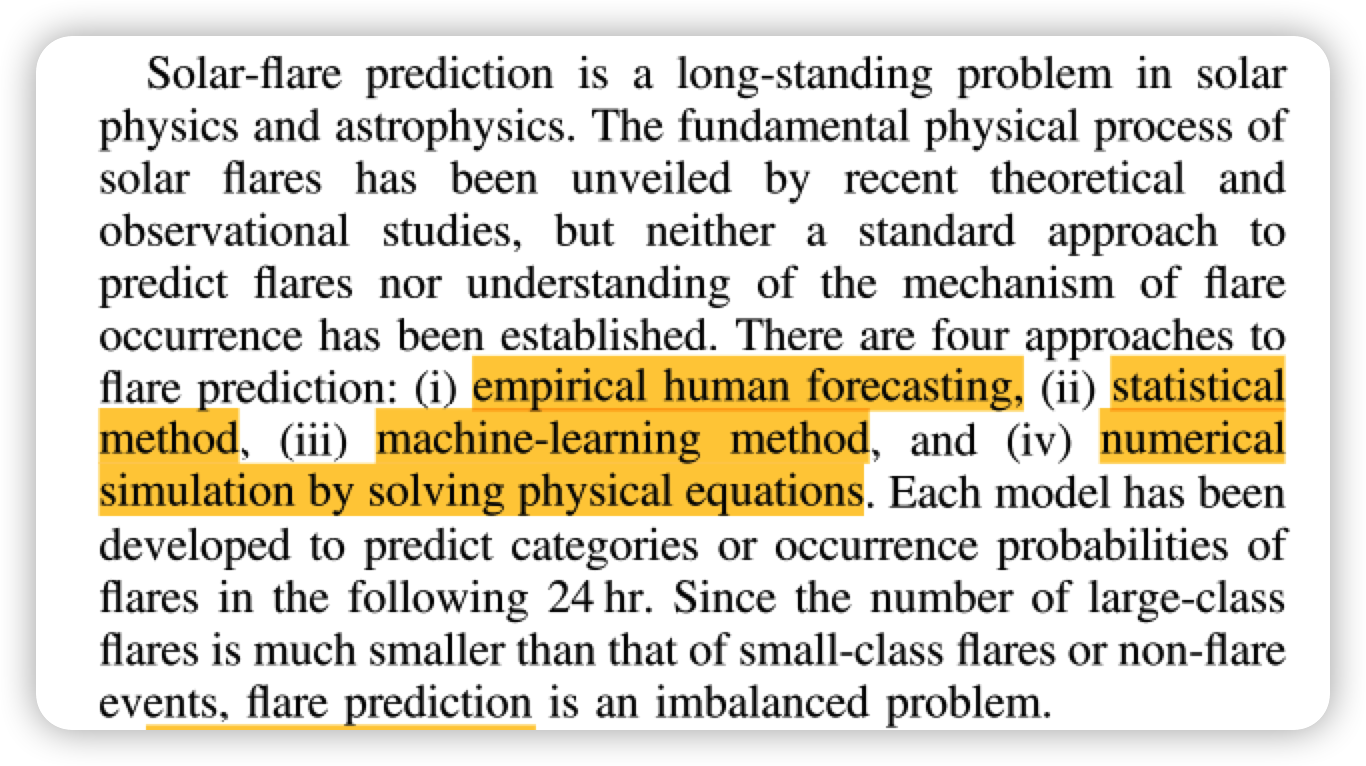 Solar-flare prediction is a long-standing problem in solar
physics and astrophysics. The fundamental physical process of
solar flares has been unveiled by recent theoretical and
observational studies, but neither a standard approach to
predict flares nor understanding of the mechanism of flare
occurrence has been established. There are four approaches to
flare prediction: (i) empirical human forecasting, (ii) statistical
method, (iii) machine-learning method, and (iv) numerical
simulation by solving physical equations. Each model has been
developed to predict categories or occurrence probabilities of
flares in the following 24 hr. Since the number of large-class
flares is much smaller than that of small-class flares or non-flare
events, flare prediction is an imbalanced problem.